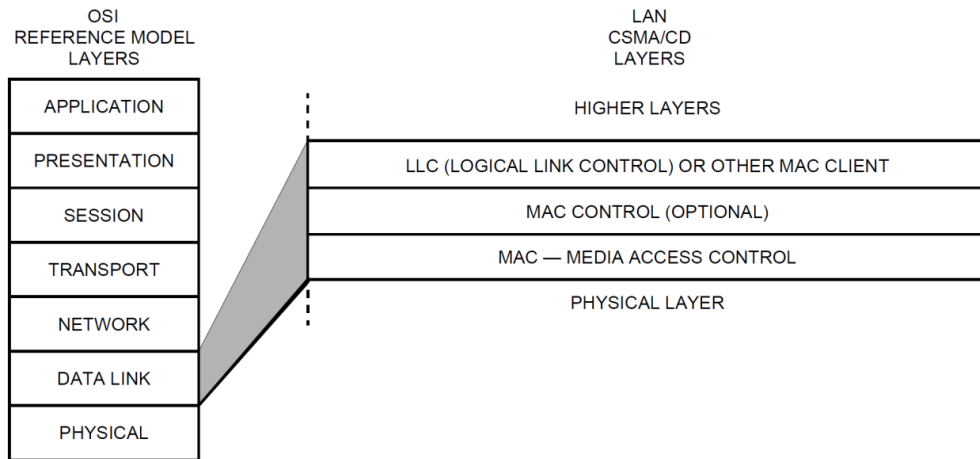 OSI
REFERENCE MODEL
LAYERS
APPLICATION
PRESENTATION
SESSION
TRANSPORT
NETWORK
DATA LINK
PHYSICAL
LAN
CSMA/CD
LAYERS
HIGHER LAYERS
LLC (LOGICAL LINK CONTROL) OR OTHER MAC CLIENT
MAC CONTROL (OPTIONAL)
MAC — MEDIA ACCESS CONTROL
PHYSICAL LAYER